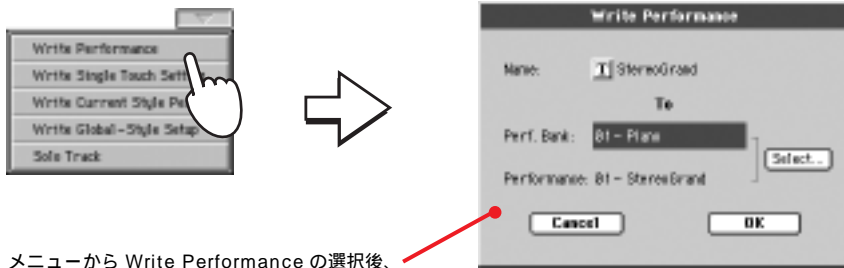 Write Performance
Write Single Touch Sett
Write Current Style Pe
Write Global-Style Setup
Solo Track
Write Performance
Name: T StereoGrand
To
Perf. Bank: 01- Piano
Select...
Performance: 01- StereoGrand
Cancel OK
メニューから Write Performance の選択後、